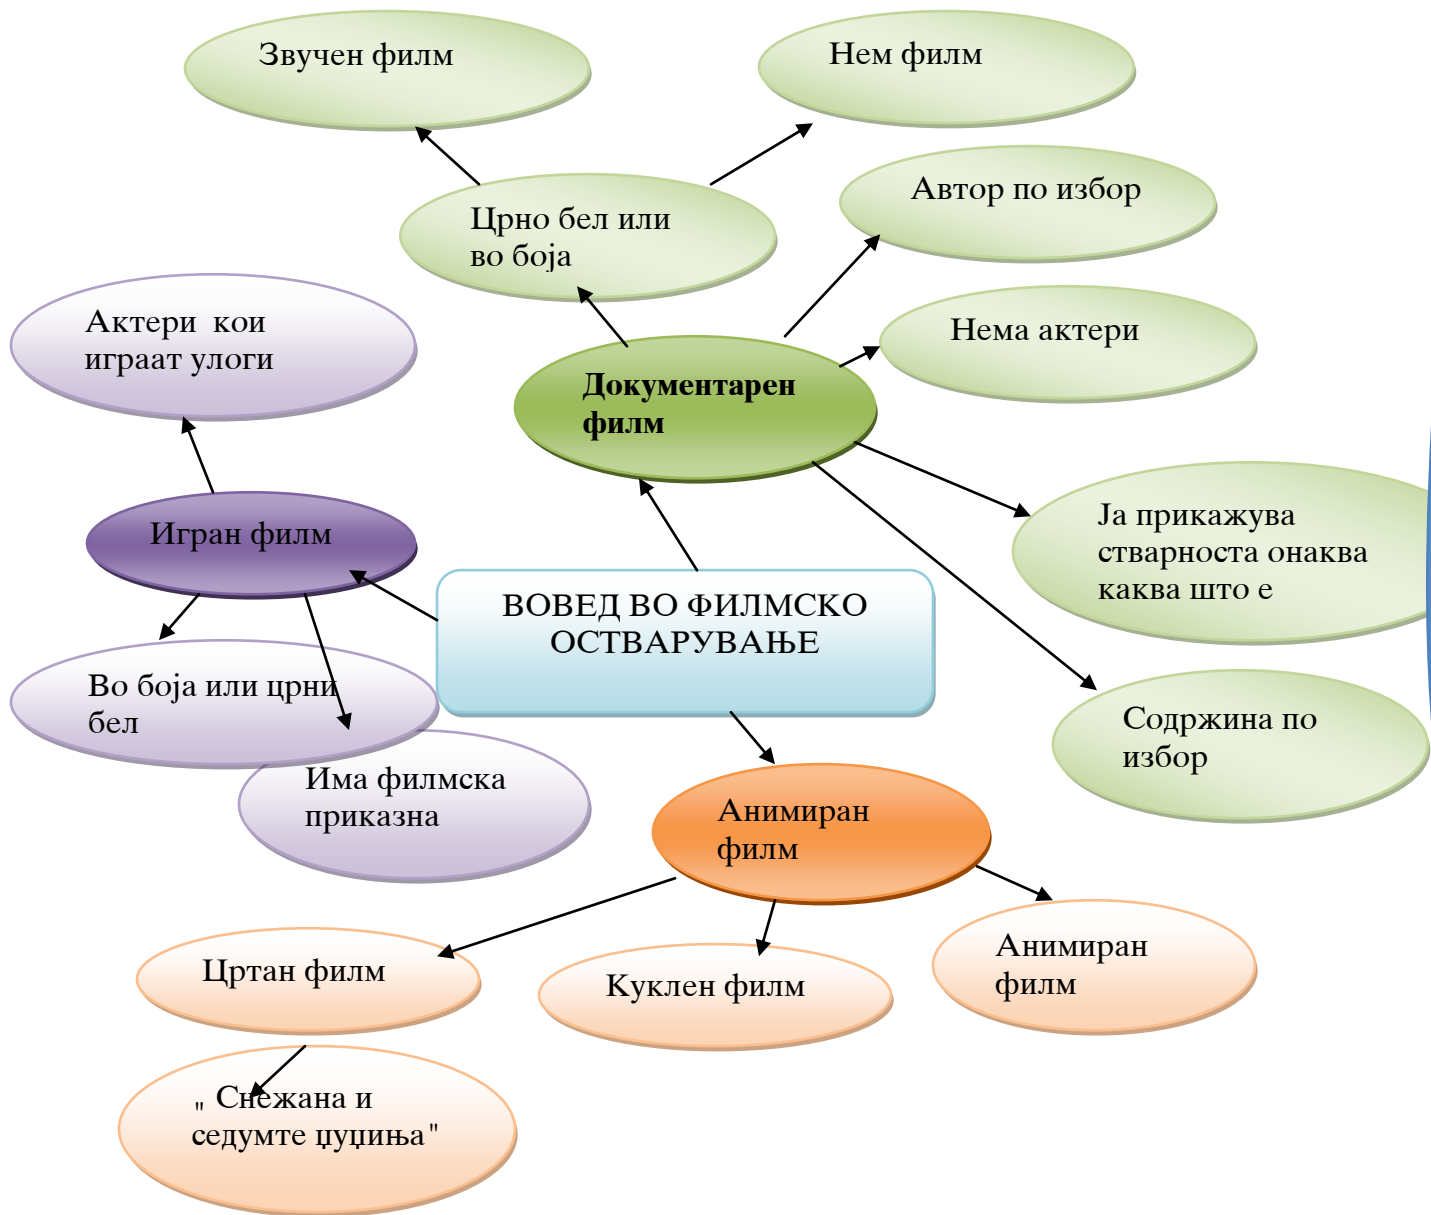 Звучен филм
Нем филм
Автор по избор
Црно бел или
во боја
Нема актери
Актери  кои
играат улоги
Документарен
филм
Игран филм
Ја прикажува
стварноста онаква
каква што е
ВОВЕД ВО ФИЛМСКО
ОСТВАРУВАЊЕ
Во боја или црни
бел
Содржина по
избор
Има филмска
приказна
Анимиран
филм
Цртан филм
Куклен филм
Анимиран
филм
„ Снежана и
седумте џуџиња"